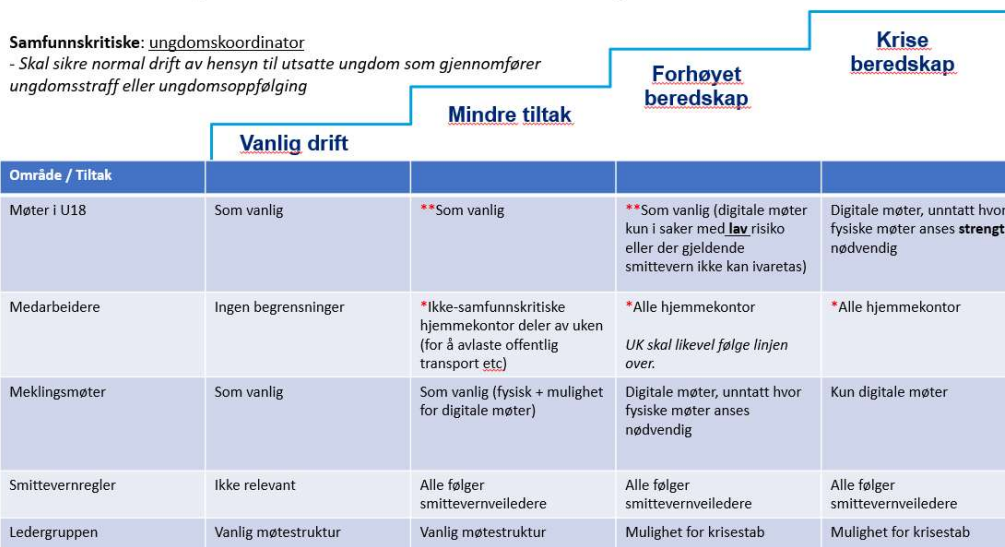 Samfunnskritiske: ungdomskoordinator
- Skal sikre normal drift av hensyn til utsatte ungdom som gjennomfører
ungdomsstraff eller ungdomsoppfølging
Vanlig drift
Mindre tiltak
Forhøyet
beredskap
Krise
beredskap
Område / Tiltak
Møter i U18
Som vanlig
**Som vanlig
**Som vanlig (digitale møter
kun i saker med lav risiko
eller der gjeldende
smittevern ikke kan ivaretas)
Digitale møter, unntatt hvor
fysiske møter anses strengt
nødvendig
Medarbeidere
Ingen begrensninger
*Ikke-samfunnskritiske
hjemmekontor deler av uken
(for å avlaste offentlig
transport etc)
*Alle hjemmekontor
UK skal likevel følge linjen
over.
*Alle hjemmekontor
Meklingsmøter
Som vanlig
Som vanlig (fysisk + mulighet
for digitale møter)
Digitale møter, unntatt hvor
fysiske møter anses
nødvendig
Kun digitale møter
Smittevernregler
Ikke relevant
Alle følger
smittevernveiledere
Alle følger
smittevernveiledere
Alle følger
smittevernveiledere
Ledergruppen
Vanlig møtestruktur
Vanlig møtestruktur
Mulighet for krisestab
Mulighet for krisestab